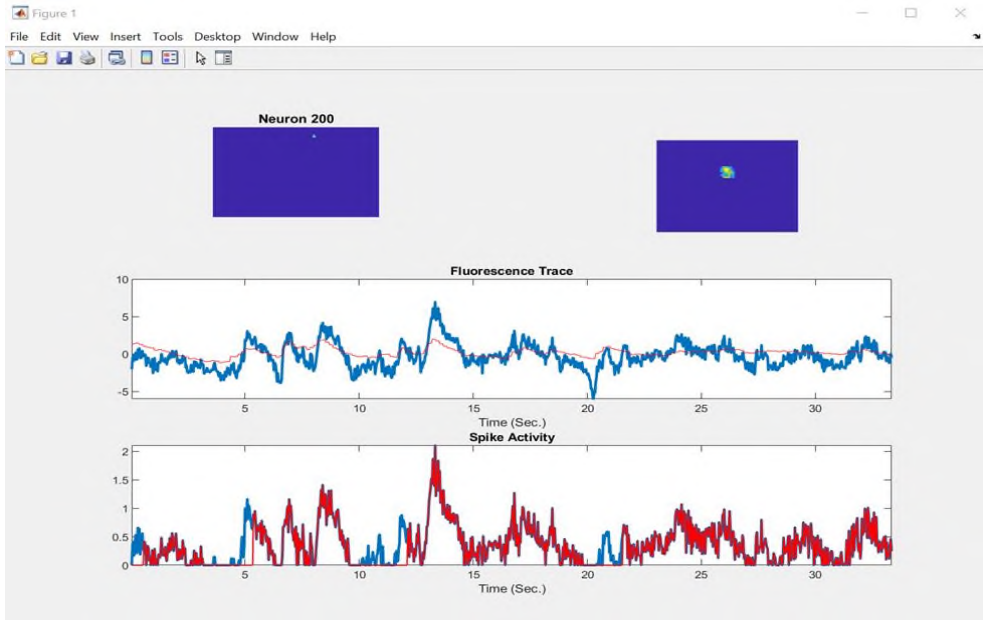 Figure 1
File Edit View Insert Tools Desktop Window Help
Neuron 200
Fluorescence Trace
10
5
0
-5
5 10 15 20 25 30
Time (Sec.)
Spike Activity
2
1.5
1
0.5
0
5 10 15 20 25 30
Time (Sec.)